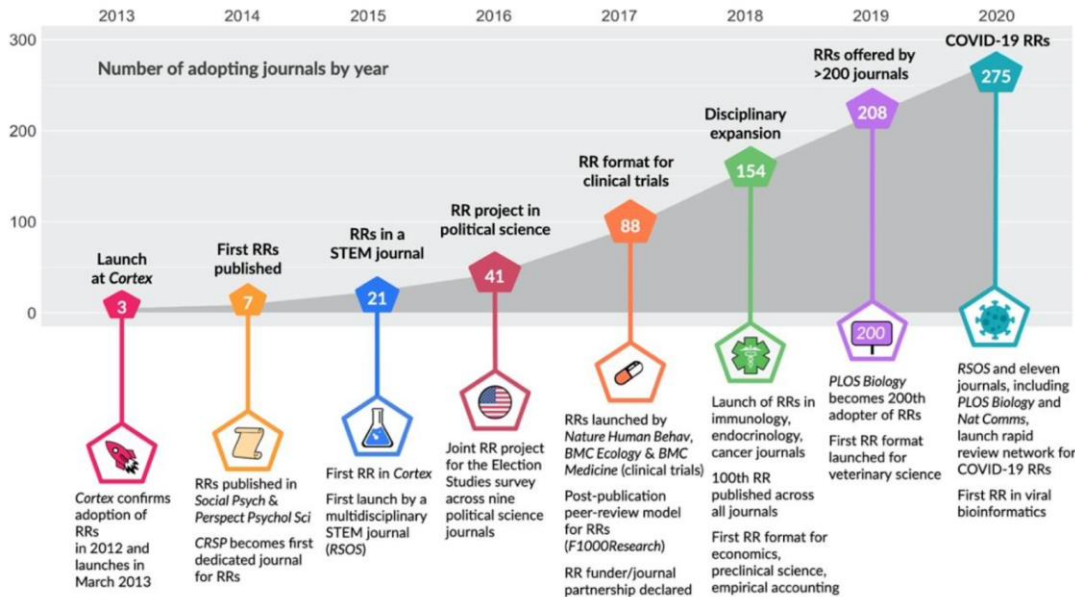 2013 2014 2015 2016 2017 2018 2019 2020
300
200
100
0
Number of adopting journals by year
Launch
at Cortex
3
Cortex confirms
adoption of
RRs
in 2012 and
launches in
March 2013
First RRs
published
7
RRs published in
Social Psych &
Perspect Psychol Sci
CRSP becomes first
dedicated journal
for RRs
RRs in a
STEM journal
21
First RR in Cortex
First launch by a
multidisciplinary
STEM journal
(RSOS)
RR project in
political science
41
Joint RR project
for the Election
Studies survey
across nine
political science
journals
RR format for
clinical trials
88
RRs launched by
Nature Human Behav,
BMC Ecology & BMC
Medicine (clinical trials)
Post-publication
peer-review model
for RRs
(F1000Research)
RR funder/journal
partnership declared
Disciplinary
expansion
154
Launch of RRs in
immunology,
endocrinology,
cancer journals
100th RR
published across
all journals
First RR format for
economics,
preclinical science,
empirical accounting
RRs offered by
>200 journals
208
200
PLOS Biology
becomes 200th
adopter of RRs
First RR format
launched for
veterinary science
COVID-19 RRs
275
RSOS and eleven
journals, including
PLOS Biology and
Nat Comms,
launch rapid
review network for
COVID-19 RRs
First RR in viral
bioinformatics